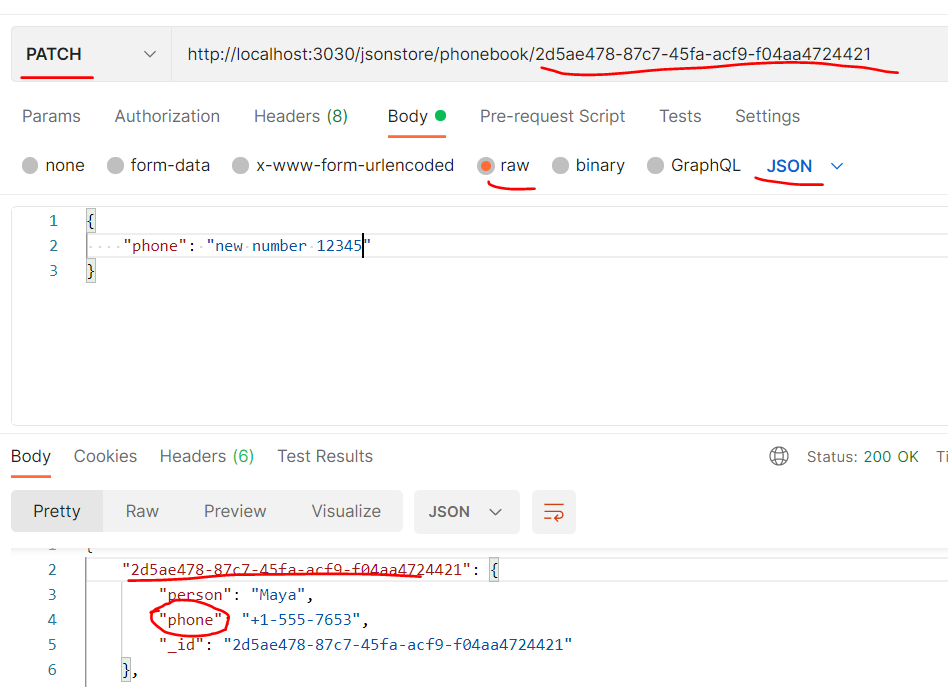 PATCH http://localhost:3030/jsonstore/phonebook/2d5ae478-87c7-45fa-acf9-f04aa4724421
Params Authorization Headers (8) Body Pre-request Script Tests Settings
none form-data x-www-form-urlencoded raw binary GraphQL JSON
1 {
2 ····"phone":·"new·number·12345"
3 }
Body Cookies Headers (6) Test Results Status: 200 OK Ti
Pretty Raw Preview Visualize JSON
1 {
2 "2d5ae478-87c7-45fa-acf9-f04aa4724421": {
3 "person": "Maya",
4 "phone": "+1-555-7653",
5 "_id": "2d5ae478-87c7-45fa-acf9-f04aa4724421"
6 },